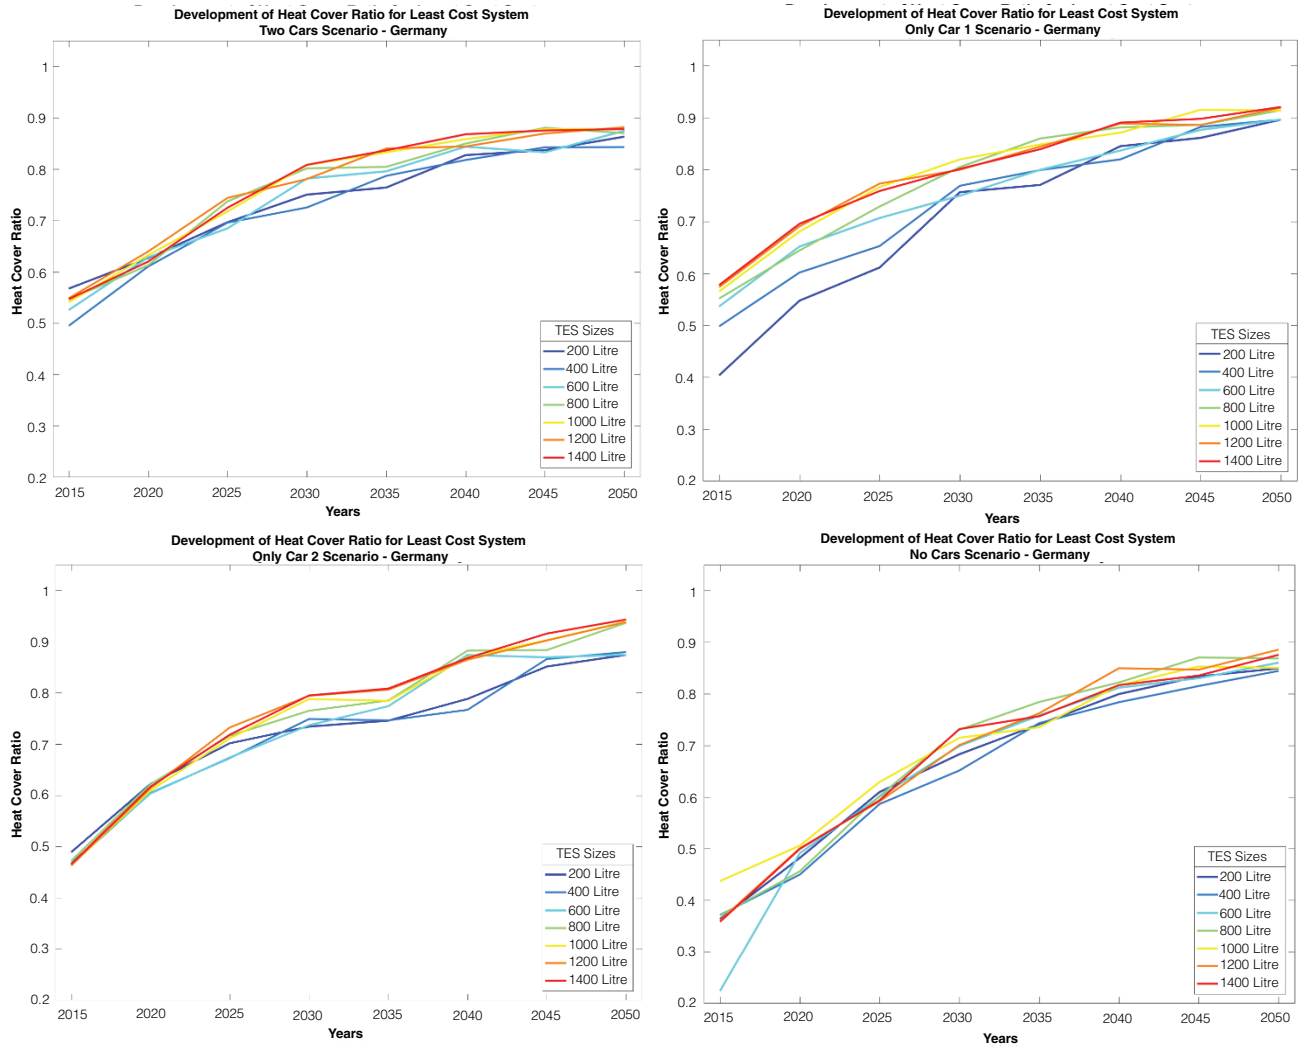 Development of Heat Cover Ratio for Least Cost System
Two Cars Scenario - Germany
1
0.9
0.8
0.7
0.6
0.5
0.4
0.3
0.2
Heat Cover Ratio
2015 2020 2025 2030 2035 2040 2045 2050
Years
TES Sizes
200 Litre
400 Litre
600 Litre
800 Litre
1000 Litre
1200 Litre
1400 Litre
Development of Heat Cover Ratio for Least Cost System
Only Car 1 Scenario - Germany
1
0.9
0.8
0.7
0.6
0.5
0.4
0.3
0.2
Heat Cover Ratio
2015 2020 2025 2030 2035 2040 2045 2050
Years
TES Sizes
200 Litre
400 Litre
600 Litre
800 Litre
1000 Litre
1200 Litre
1400 Litre
Development of Heat Cover Ratio for Least Cost System
Only Car 2 Scenario - Germany
1
0.9
0.8
0.7
0.6
0.5
0.4
0.3
0.2
Heat Cover Ratio
2015 2020 2025 2030 2035 2040 2045 2050
Years
TES Sizes
200 Litre
400 Litre
600 Litre
800 Litre
1000 Litre
1200 Litre
1400 Litre
Development of Heat Cover Ratio for Least Cost System
No Cars Scenario - Germany
1
0.9
0.8
0.7
0.6
0.5
0.4
0.3
0.2
Heat Cover Ratio
2015 2020 2025 2030 2035 2040 2045 2050
Years
TES Sizes
200 Litre
400 Litre
600 Litre
800 Litre
1000 Litre
1200 Litre
1400 Litre